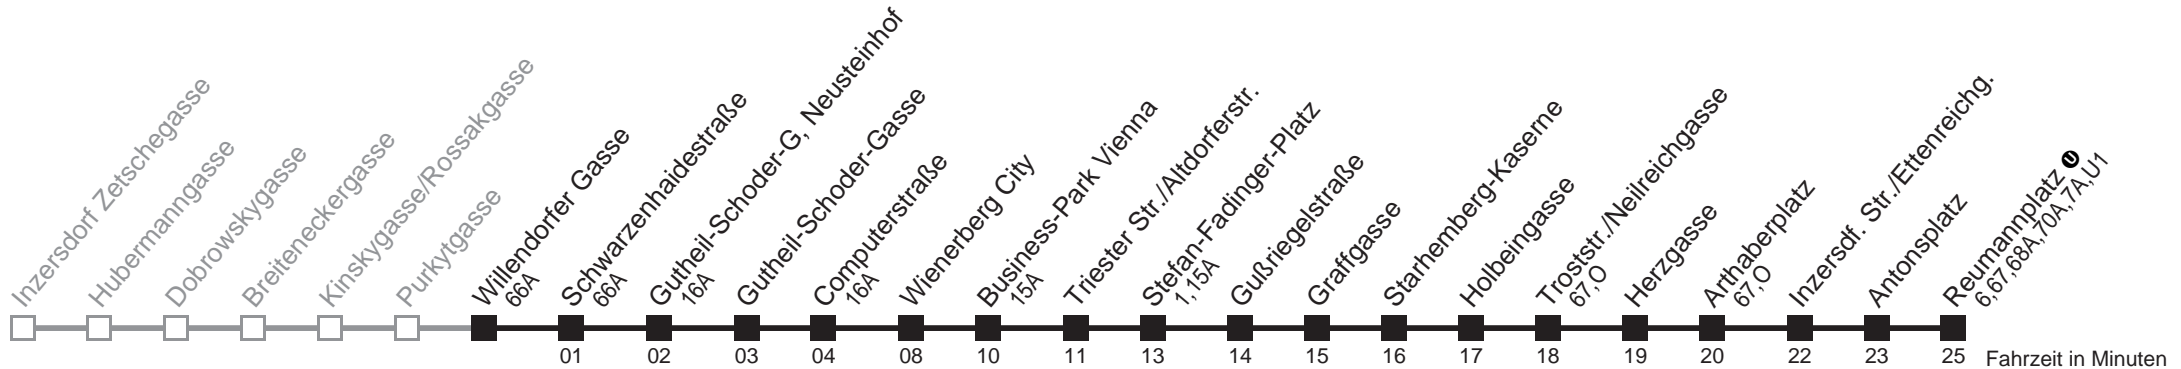 Inzersdorf Zetschegasse
Hubermanngasse
Dobrowskygasse
Breiteneckergasse
Kinskygasse/Rossakgasse
Purkytgasse
Willendorfer Gasse
66A
Schwarzenhaidestraße
66A
Gutheil-Schoder-G, Neusteinhof
16A
Gutheil-Schoder-Gasse
Computerstraße
16A
Wienerberg City
Business-Park Vienna
15A
Triester Str./Altdorferstr.
Stefan-Fadinger-Platz
1,15A
Gußriegelstraße
Graffgasse
Starhemberg-Kaserne
Holbeingasse
Troststr./Neilreichgasse
67,O
Herzgasse
Arthaberplatz
67,O
Inzersdf. Str./Ettenreichg.
Antonsplatz
Reumannplatz U
6,67,68A,70A,7A,U1
01 02 03 04 08 10 11 13 14 15 16 17 18 19 20 22 23 25 Fahrzeit in Minuten